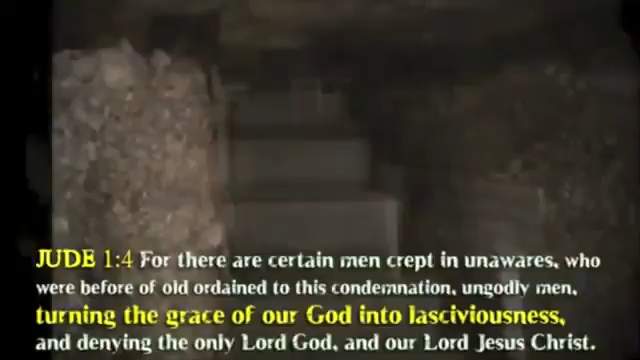 JUDE 1:4 For there are certain men crept in unawares, who
were before of old ordained to this condemnation, ungodly men,
turning the grace of our God into lasciviousness,
and denying the only Lord God, and our Lord Jesus Christ.